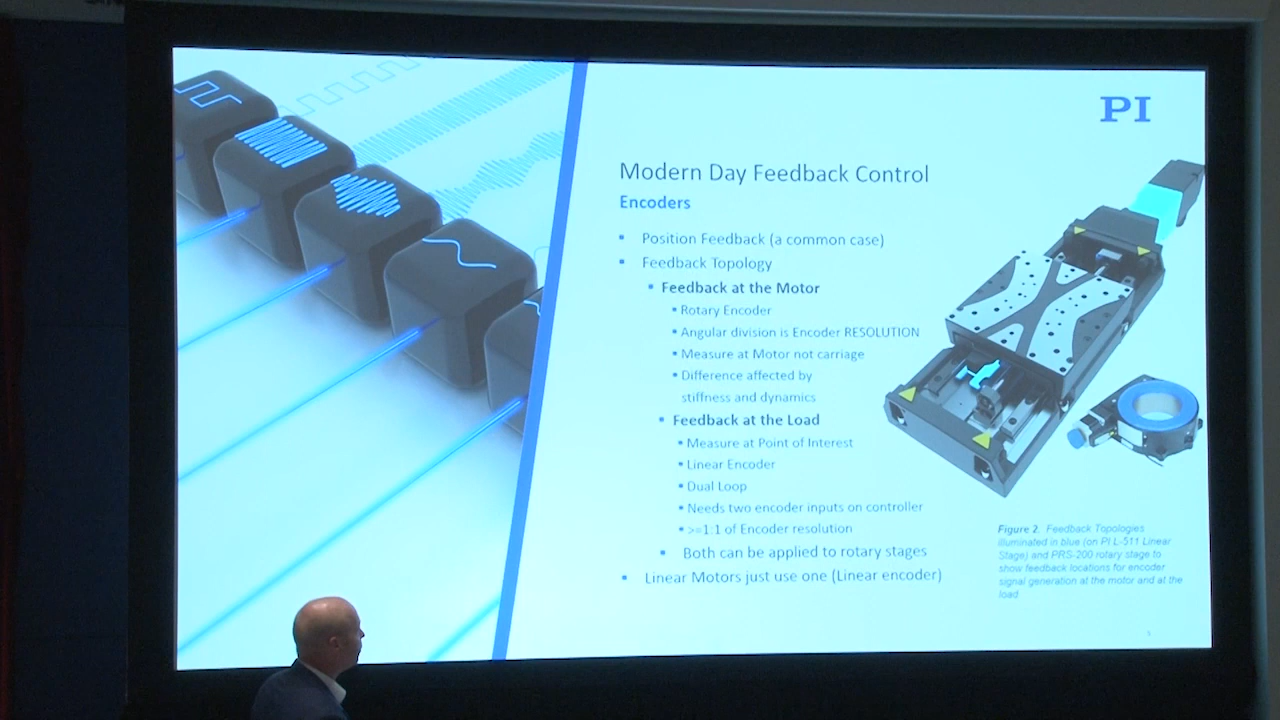 PI
Modern Day Feedback Control
Encoders
Position Feedback (a common case)
Feedback Topology
Feedback at the Motor
Rotary Encoder
Angular division is Encoder RESOLUTION
Measure at Motor not carriage
Difference affected by
stiffness and dynamics
Feedback at the Load
Measure at Point of Interest
Linear Encoder
Dual Loop
Needs two encoder inputs on controller
>=1:1 of Encoder resolution
Both can be applied to rotary stages
Linear Motors just use one (Linear encoder)
Figure 2. Feedback Topologies
illuminated in blue (on PI L-511 Linear
Stage) and PRS-200 rotary stage to
show feedback locations for encoder
signal generation at the motor and at the
load